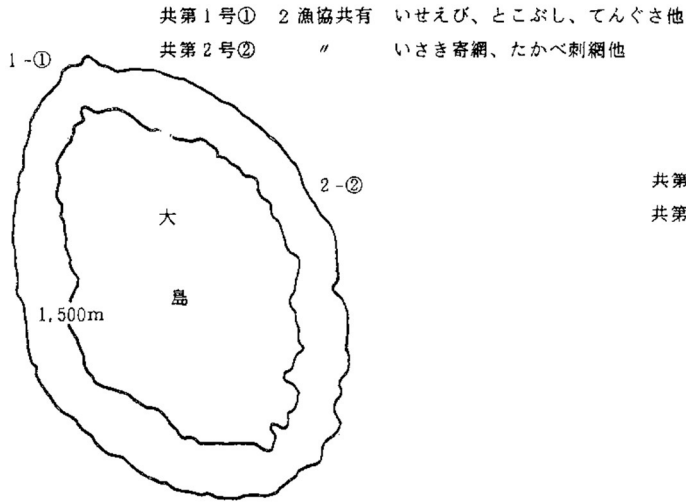 共第1号① 2漁協共有 いせえび、とこぶし、てんぐさ他
共第2号② 〃 いさき寄網、たかべ刺網他
1-①
2-②
共第
共第
大
島
1,500m